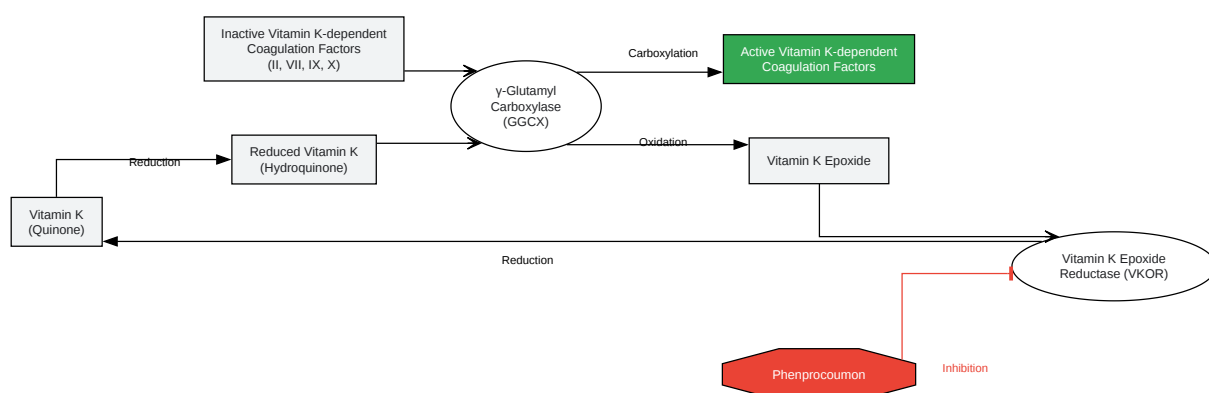 Inactive Vitamin K-dependent
Coagulation Factors
(II, VII, IX, X)
Carboxylation
Active Vitamin K-dependent
Coagulation Factors
γ-Glutamyl
Carboxylase
(GGCX)
Reduction
Reduced Vitamin K
(Hydroquinone)
Oxidation
Vitamin K Epoxide
Vitamin K
(Quinone)
Reduction
Vitamin K Epoxide
Reductase (VKOR)
Phenprocoumon
Inhibition